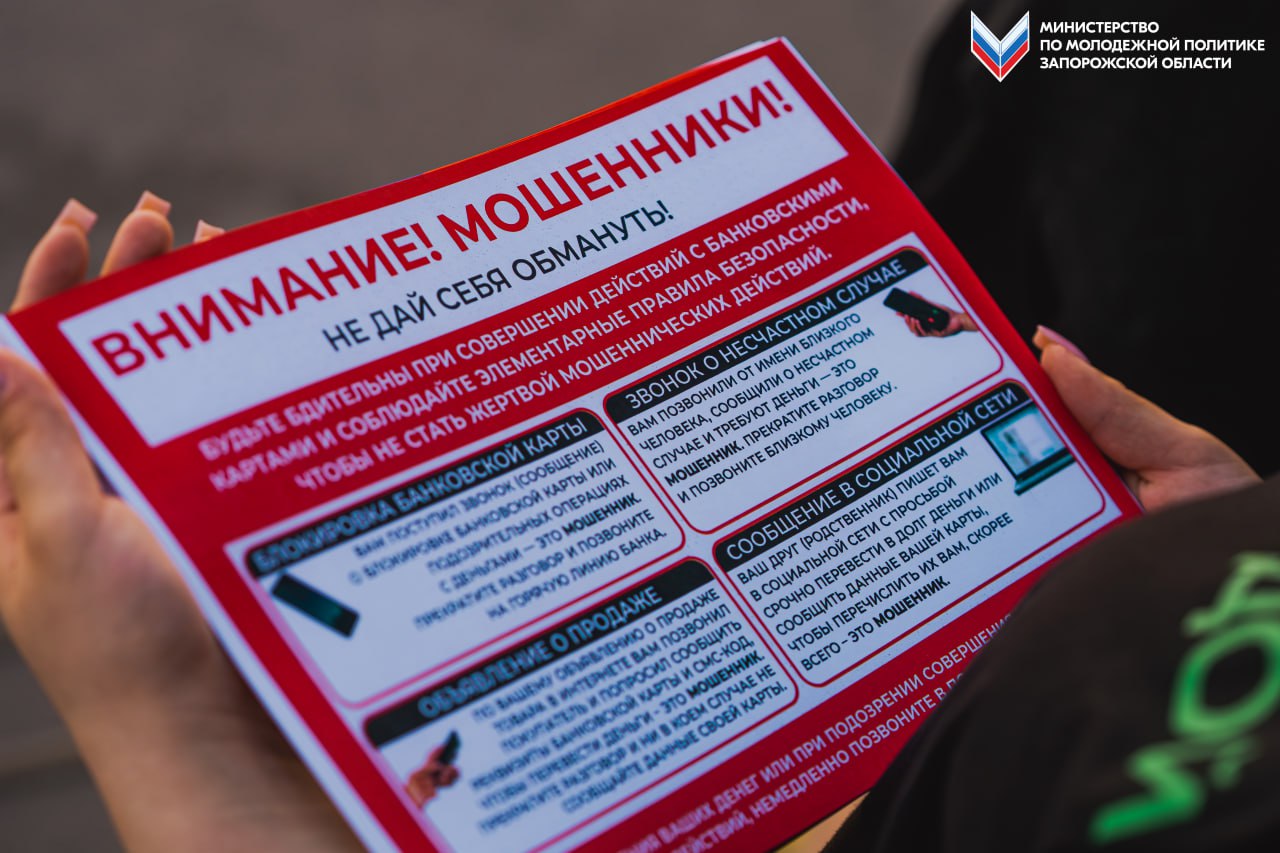 МИНИСТЕРСТВО
ПО МОЛОДЕЖНОЙ ПОЛИТИКЕ
ЗАПОРОЖСКОЙ ОБЛАСТИ
ВНИМАНИЕ! МОШЕННИКИ!
НЕ ДАЙ СЕБЯ ОБМАНУТЬ!
БУДЬТЕ БДИТЕЛЬНЫ ПРИ СОВЕРШЕНИИ ДЕЙСТВИЙ С БАНКОВСКИМИ
КАРТАМИ И СОБЛЮДАЙТЕ ЭЛЕМЕНТАРНЫЕ ПРАВИЛА БЕЗОПАСНОСТИ,
ЧТОБЫ НЕ СТАТЬ ЖЕРТВОЙ МОШЕННИЧЕСКИХ ДЕЙСТВИЙ.
БЛОКИРОВКА БАНКОВСКОЙ КАРТЫ
ВАМ ПОСТУПИЛ ЗВОНОК (СООБЩЕНИЕ)
О БЛОКИРОВКЕ БАНКОВСКОЙ КАРТЫ ИЛИ
ПОДОЗРИТЕЛЬНЫХ ОПЕРАЦИЯХ
С ДЕНЬГАМИ — ЭТО МОШЕННИК.
ПРЕКРАТИТЕ РАЗГОВОР И ПОЗВОНИТЕ
НА ГОРЯЧУЮ ЛИНИЮ БАНКА.
ЗВОНОК О НЕСЧАСТНОМ СЛУЧАЕ
ВАМ ПОЗВОНИЛИ ОТ ИМЕНИ БЛИЗКОГО
ЧЕЛОВЕКА, СООБЩИЛИ О НЕСЧАСТНОМ
СЛУЧАЕ И ТРЕБУЮТ ДЕНЬГИ — ЭТО
МОШЕННИК. ПРЕКРАТИТЕ РАЗГОВОР
И ПОЗВОНИТЕ БЛИЗКОМУ ЧЕЛОВЕКУ.
ОБЪЯВЛЕНИЕ О ПРОДАЖЕ
ПО ВАШЕМУ ОБЪЯВЛЕНИЮ О ПРОДАЖЕ
ТОВАРА В ИНТЕРНЕТЕ ВАМ ПОЗВОНИЛ
ПОКУПАТЕЛЬ И ПОПРОСИЛ СООБЩИТЬ
РЕКВИЗИТЫ БАНКОВСКОЙ КАРТЫ И СМС-КОД,
ЧТОБЫ ПЕРЕВЕСТИ ДЕНЬГИ - ЭТО МОШЕННИК.
ПРЕКРАТИТЕ РАЗГОВОР И НИ В КОЕМ СЛУЧАЕ НЕ
СООБЩАЙТЕ ДАННЫЕ СВОЕЙ КАРТЫ.
СООБЩЕНИЕ В СОЦИАЛЬНОЙ СЕТИ
ВАШ ДРУГ (РОДСТВЕННИК) ПИШЕТ ВАМ
В СОЦИАЛЬНОЙ СЕТИ С ПРОСЬБОЙ
СРОЧНО ПЕРЕВЕСТИ В ДОЛГ ДЕНЬГИ ИЛИ
СООБЩИТЬ ДАННЫЕ ВАШЕЙ КАРТЫ,
ЧТОБЫ ПЕРЕЧИСЛИТЬ ИХ ВАМ, СКОРЕЕ
ВСЕГО - ЭТО МОШЕННИК.
ВАШИХ ДЕНЕГ ИЛИ ПРИ ПОДОЗРЕНИИ СОВЕРШЕНИ
НЕМЕДЛЕННО ПОЗВОНИТЕ В